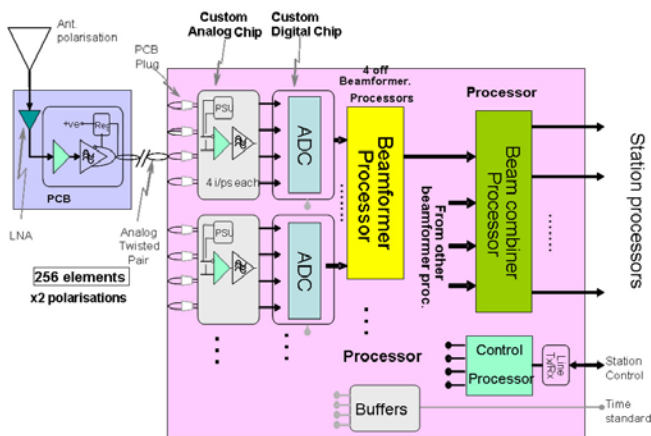 Ant.
polarisation
Custom
Analog Chip
Custom
Digital Chip
PCB
Plug
4 off Beamformer.
Processors
Processor
+ve
Reg
PCB
LNA
Analog
Twisted
Pair
256 elements
x2 polarisations
PSU
4 i/ps each
ADC
PSU
ADC
Beamformer
Processor
From other
beamformer proc.
Beam combiner
Processor
Station processors
Processor
Control
Processor
Line
Tx/Rx
Station
Control
Buffers
Time
standard